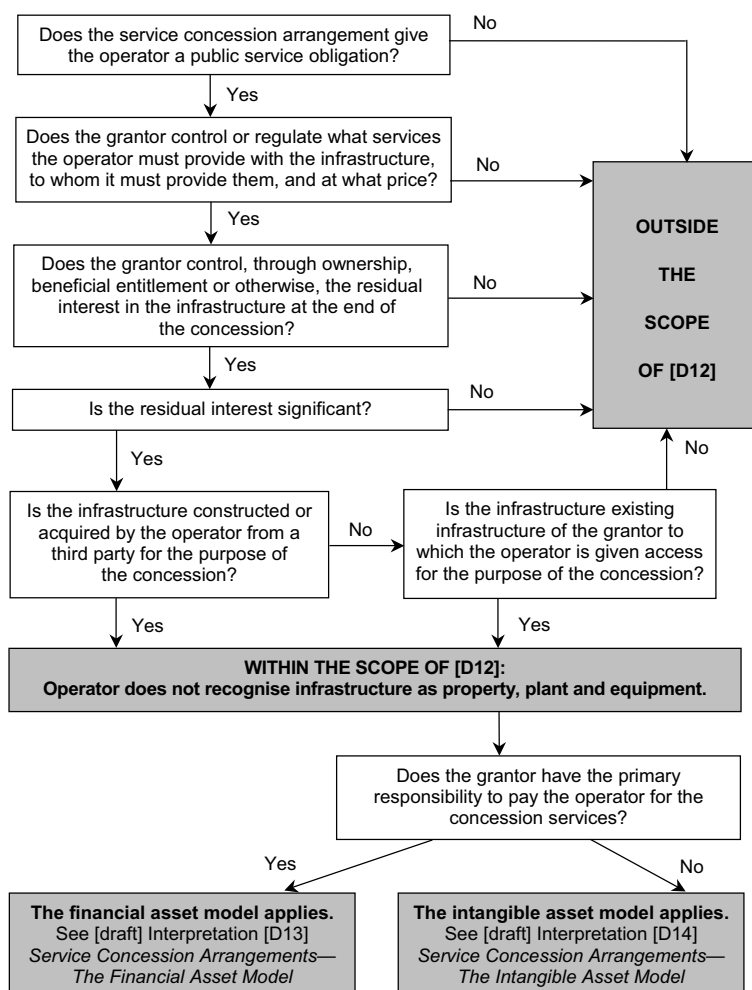 Does the service concession arrangement give
the operator a public service obligation?
No
Yes
Does the grantor control or regulate what services
the operator must provide with the infrastructure,
to whom it must provide them, and at what price?
No
Yes
OUTSIDE
THE
SCOPE
OF [D12]
Does the grantor control, through ownership,
beneficial entitlement or otherwise, the residual
interest in the infrastructure at the end of
the concession?
No
Yes
Is the residual interest significant?
No
Yes
No
Is the infrastructure constructed or
acquired by the operator from a
third party for the purpose of
the concession?
No
Is the infrastructure existing
infrastructure of the grantor to
which the operator is given access
for the purpose of the concession?
Yes
Yes
WITHIN THE SCOPE OF [D12]:
Operator does not recognise infrastructure as property, plant and equipment.
Does the grantor have the primary
responsibility to pay the operator for the
concession services?
Yes
No
The financial asset model applies.
See [draft] Interpretation [D13]
Service Concession Arrangements—
The Financial Asset Model
The intangible asset model applies.
See [draft] Interpretation [D14]
Service Concession Arrangements—
The Intangible Asset Model